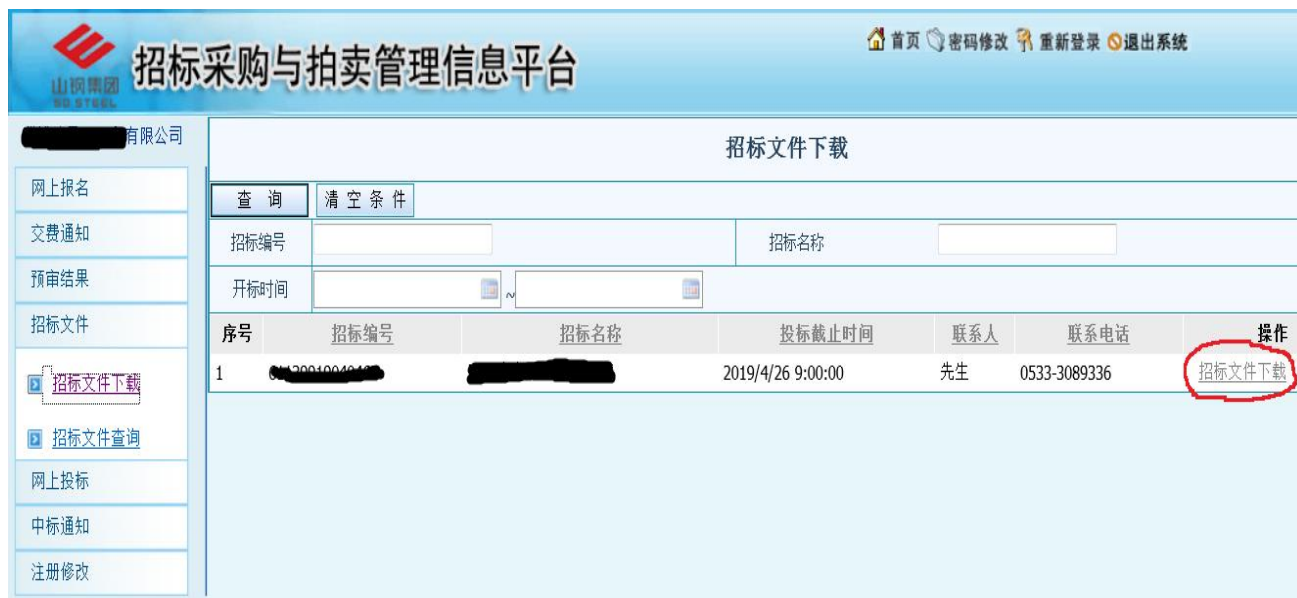 首页 密码修改 重新登录 退出系统
山钢集团
SD STEEL
招标采购与拍卖管理信息平台
有限公司
招标文件下载
网上报名
交费通知
预审结果
招标文件
招标文件下载
招标文件查询
网上投标
中标通知
注册修改
查 询 清 空 条 件
招标编号 招标名称
开标时间 ~
序号 招标编号 招标名称 投标截止时间 联系人 联系电话 操作
1 2019/4/26 9:00:00 先生 0533-3089336 招标文件下载